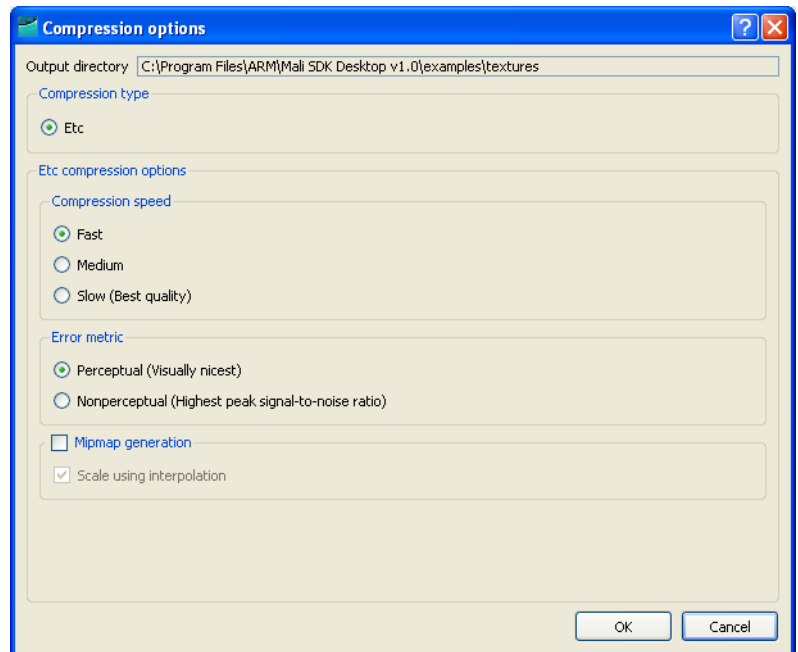 Compression options
Output directory C:\Program Files\ARM\Mali SDK Desktop v1.0\examples\textures
Compression type
Etc
Etc compression options
Compression speed
Fast
Medium
Slow (Best quality)
Error metric
Perceptual (Visually nicest)
Nonperceptual (Highest peak signal-to-noise ratio)
Mipmap generation
Scale using interpolation
OK Cancel